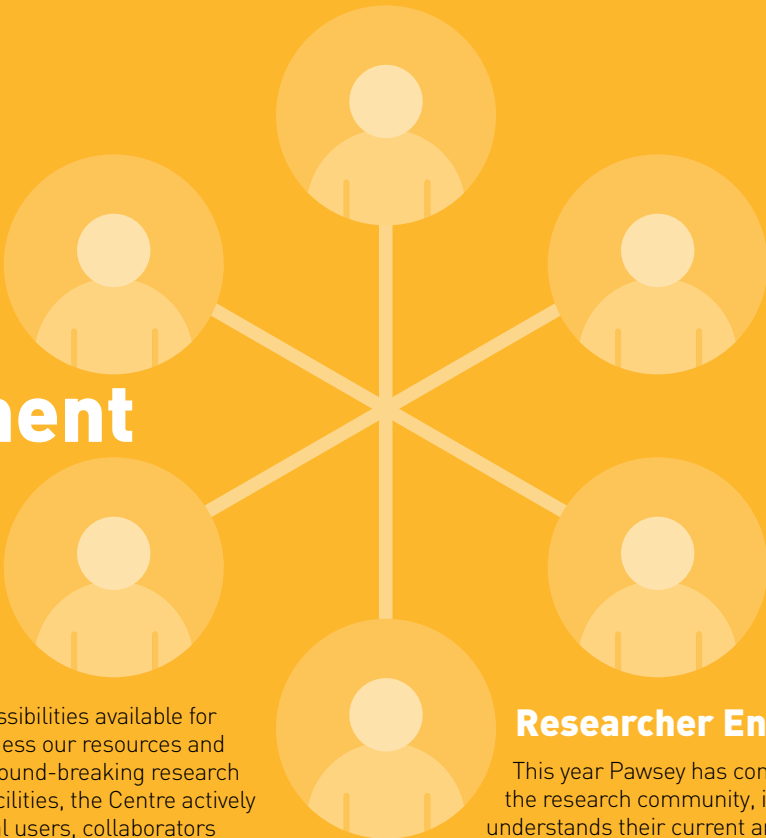 ment
ssibilities available for
ess our resources and
ound-breaking research
cilities, the Centre actively
l users, collaborators
Researcher En
This year Pawsey has con
the research community, i
understands their current a